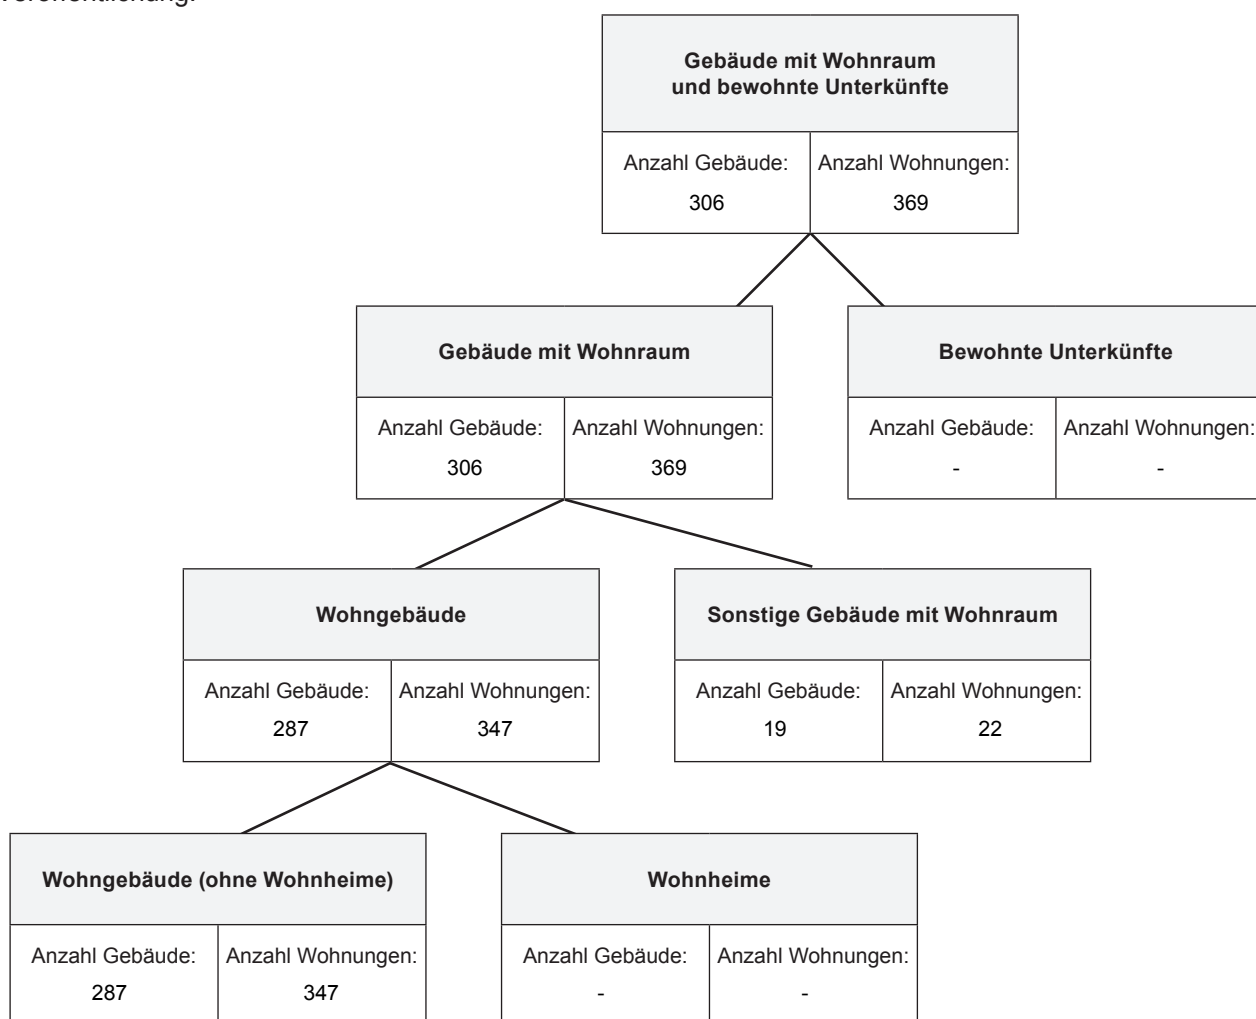 Veröffentlichung.
Gebäude mit Wohnraum
und bewohnte Unterkünfte
Anzahl Gebäude: Anzahl Wohnungen:
306 369
Gebäude mit Wohnraum Bewohnte Unterkünfte
Anzahl Gebäude: Anzahl Wohnungen: Anzahl Gebäude: Anzahl Wohnungen:
306 369 - -
Wohngebäude Sonstige Gebäude mit Wohnraum
Anzahl Gebäude: Anzahl Wohnungen: Anzahl Gebäude: Anzahl Wohnungen:
287 347 19 22
Wohngebäude (ohne Wohnheime) Wohnheime
Anzahl Gebäude: Anzahl Wohnungen: Anzahl Gebäude: Anzahl Wohnungen:
287 347 - -